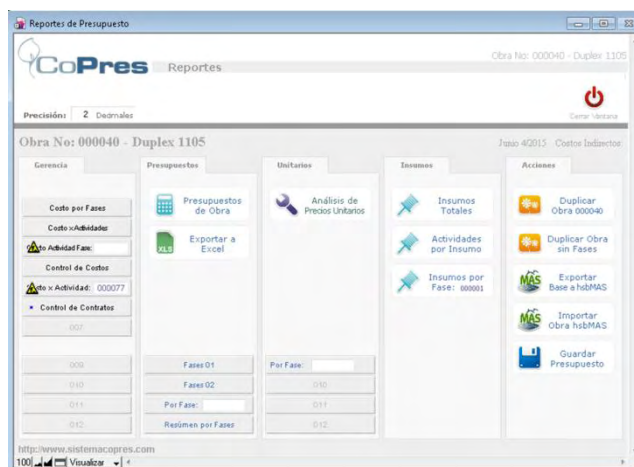 Reportes de Presupuesto
CoPres Reportes
Obra No: 000040 - Duplex 1105
Precisión: 2 Decimales
Cerrar Ventana
Obra No: 000040 - Duplex 1105
Junio 4/2015 Costos Indirectos
Gerencia Presupuestos Unitarios Insumos Acciones
Costo por Fases
Costo xActividades
to Actividad Fase:
Control de Costos
to x Actividad: 000077
Control de Contratos
007
009
010
011
012
Presupuestos
de Obra
XLS
Exportar a
Excel
Fases 01
Fases 02
Por Fase:
Resúmen por Fases
Análisis de
Precios Unitarios
Por Fase:
010
011
012
Insumos
Totales
Actividades
por Insumo
Insumos por
Fase: 000001
Duplicar
Obra 000040
Duplicar Obra
sin Fases
MAS
Exportar
Base a hsbMAS
MAS
Importar
Obra hsbMAS
Guardar
Presupuesto
http://www.sistemacopres.com
100 Visualizar